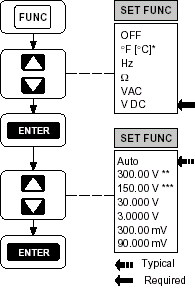 FUNC
SET FUNC
OFF
°F [°C]*
Hz
Ω
VAC
V DC
ENTER
SET FUNC
Auto
300.00 V **
150.00 V ***
30.000 V
3.0000 V
300.00 mV
90.000 mV
ENTER
Typical
Required